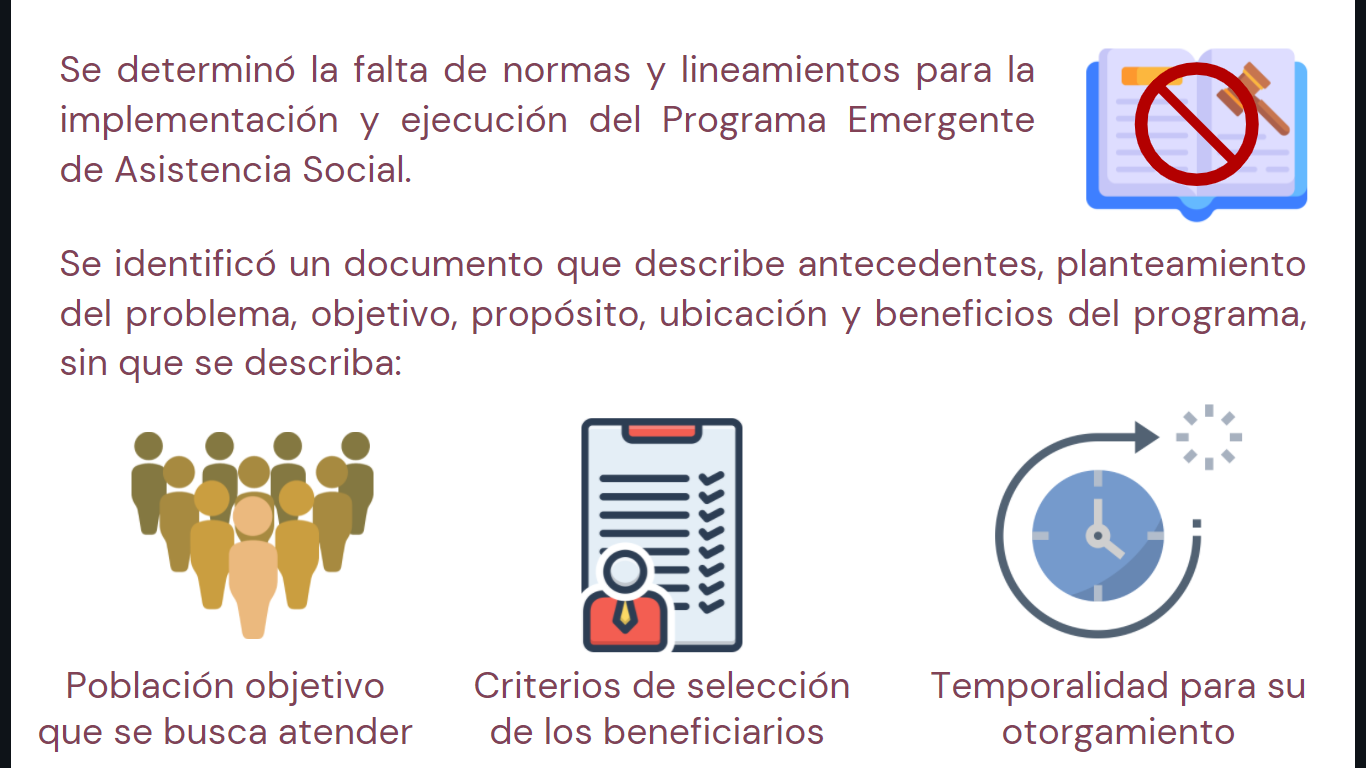 Se determinó la falta de normas y lineamientos para la
implementación y ejecución del Programa Emergente
de Asistencia Social.
Se identificó un documento que describe antecedentes, planteamiento
del problema, objetivo, propósito, ubicación y beneficios del programa,
sin que se describa:
Población objetivo
que se busca atender
Criterios de selección
de los beneficiarios
Temporalidad para su
otorgamiento